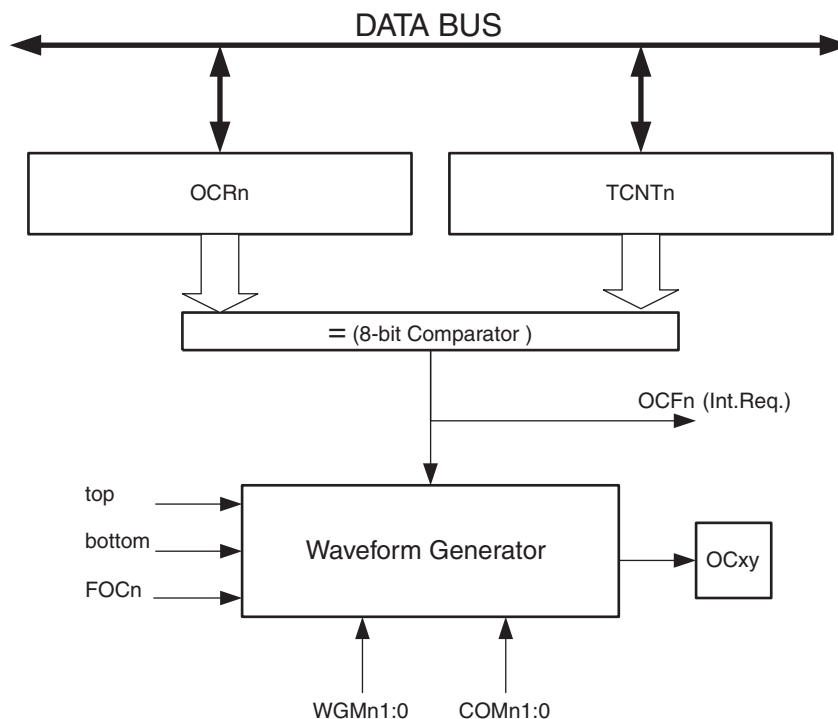 DATA BUS
OCRn
TCNTn
= (8-bit Comparator )
OCFn (Int.Req.)
top
bottom
FOCn
Waveform Generator
OCxy
WGMn1:0
COMn1:0